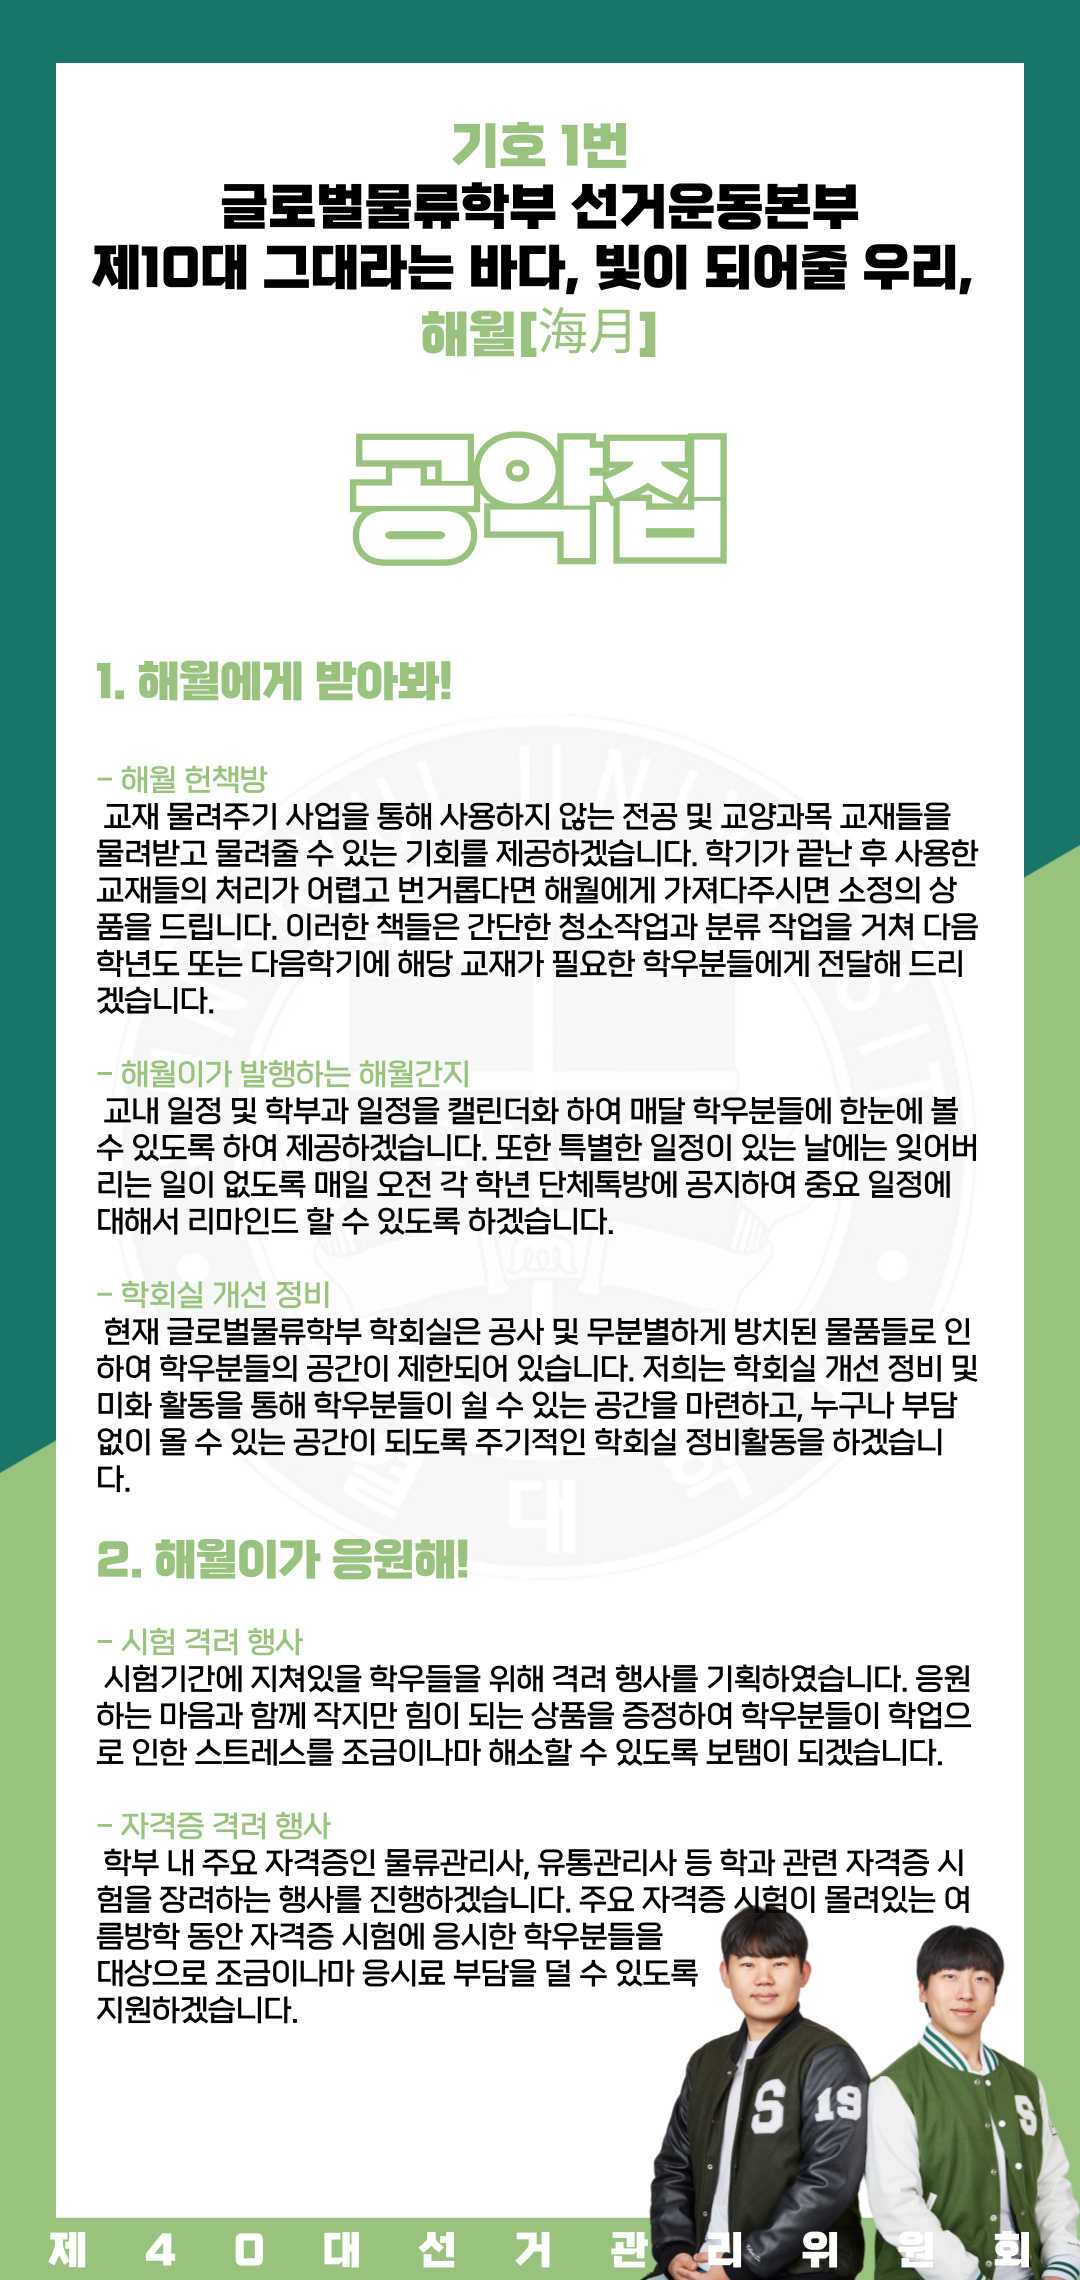 기호 1번
글로벌물류학부 선거운동본부
제10대 그대라는 바다, 빛이 되어줄 우리,
해월[海月]
공약집
1. 해월에게 받아봐!
- 해월 헌책방
교재 물려주기 사업을 통해 사용하지 않는 전공 및 교양과목 교재들을
물려받고 물려줄 수 있는 기회를 제공하겠습니다. 학기가 끝난 후 사용한
교재들의 처리가 어렵고 번거롭다면 해월에게 가져다주시면 소정의 상
품을 드립니다. 이러한 책들은 간단한 청소작업과 분류 작업을 거쳐 다음
학년도 또는 다음학기에 해당 교재가 필요한 학우분들에게 전달해 드리
겠습니다.
- 해월이가 발행하는 해월간지
교내 일정 및 학부과 일정을 캘린더화 하여 매달 학우분들에 한눈에 볼
수 있도록 하여 제공하겠습니다. 또한 특별한 일정이 있는 날에는 잊어버
리는 일이 없도록 매일 오전 각 학년 단체톡방에 공지하여 중요 일정에
대해서 리마인드 할 수 있도록 하겠습니다.
- 학회실 개선 정비
현재 글로벌물류학부 학회실은 공사 및 무분별하게 방치된 물품들로 인
하여 학우분들의 공간이 제한되어 있습니다. 저희는 학회실 개선 정비 및
미화 활동을 통해 학우분들이 쉴 수 있는 공간을 마련하고, 누구나 부담
없이 올 수 있는 공간이 되도록 주기적인 학회실 정비활동을 하겠습니
다.
2. 해월이가 응원해!
- 시험 격려 행사
시험기간에 지쳐있을 학우들을 위해 격려 행사를 기획하였습니다. 응원
하는 마음과 함께 작지만 힘이 되는 상품을 증정하여 학우분들이 학업으
로 인한 스트레스를 조금이나마 해소할 수 있도록 보탬이 되겠습니다.
- 자격증 격려 행사
학부 내 주요 자격증인 물류관리사, 유통관리사 등 학과 관련 자격증 시
험을 장려하는 행사를 진행하겠습니다. 주요 자격증 시험이 몰려있는 여
름방학 동안 자격증 시험에 응시한 학우분들을
대상으로 조금이나마 응시료 부담을 덜 수 있도록
지원하겠습니다.
S 19
S
제40대선거관리위원회